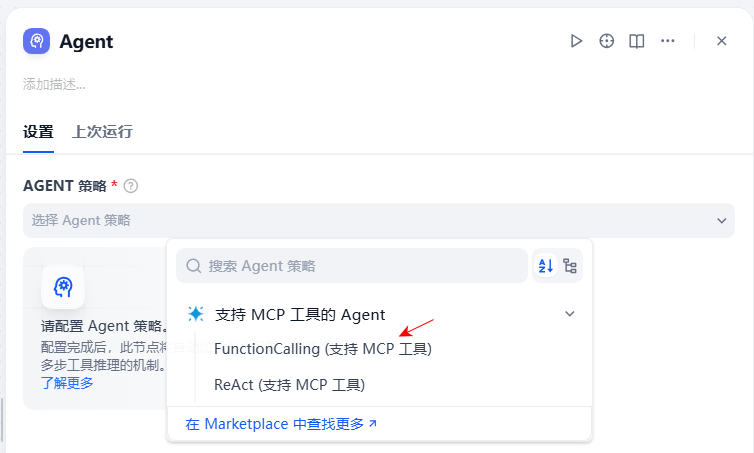 Agent
添加描述...
设置 上次运行
AGENT 策略 * ?
选择 Agent 策略
搜索 Agent 策略
支持 MCP 工具的 Agent
FunctionCalling (支持 MCP 工具)
ReAct (支持 MCP 工具)
在 Marketplace 中查找更多
请配置 Agent 策略。
配置完成后，此节点将
多步工具推理的机制。
了解更多